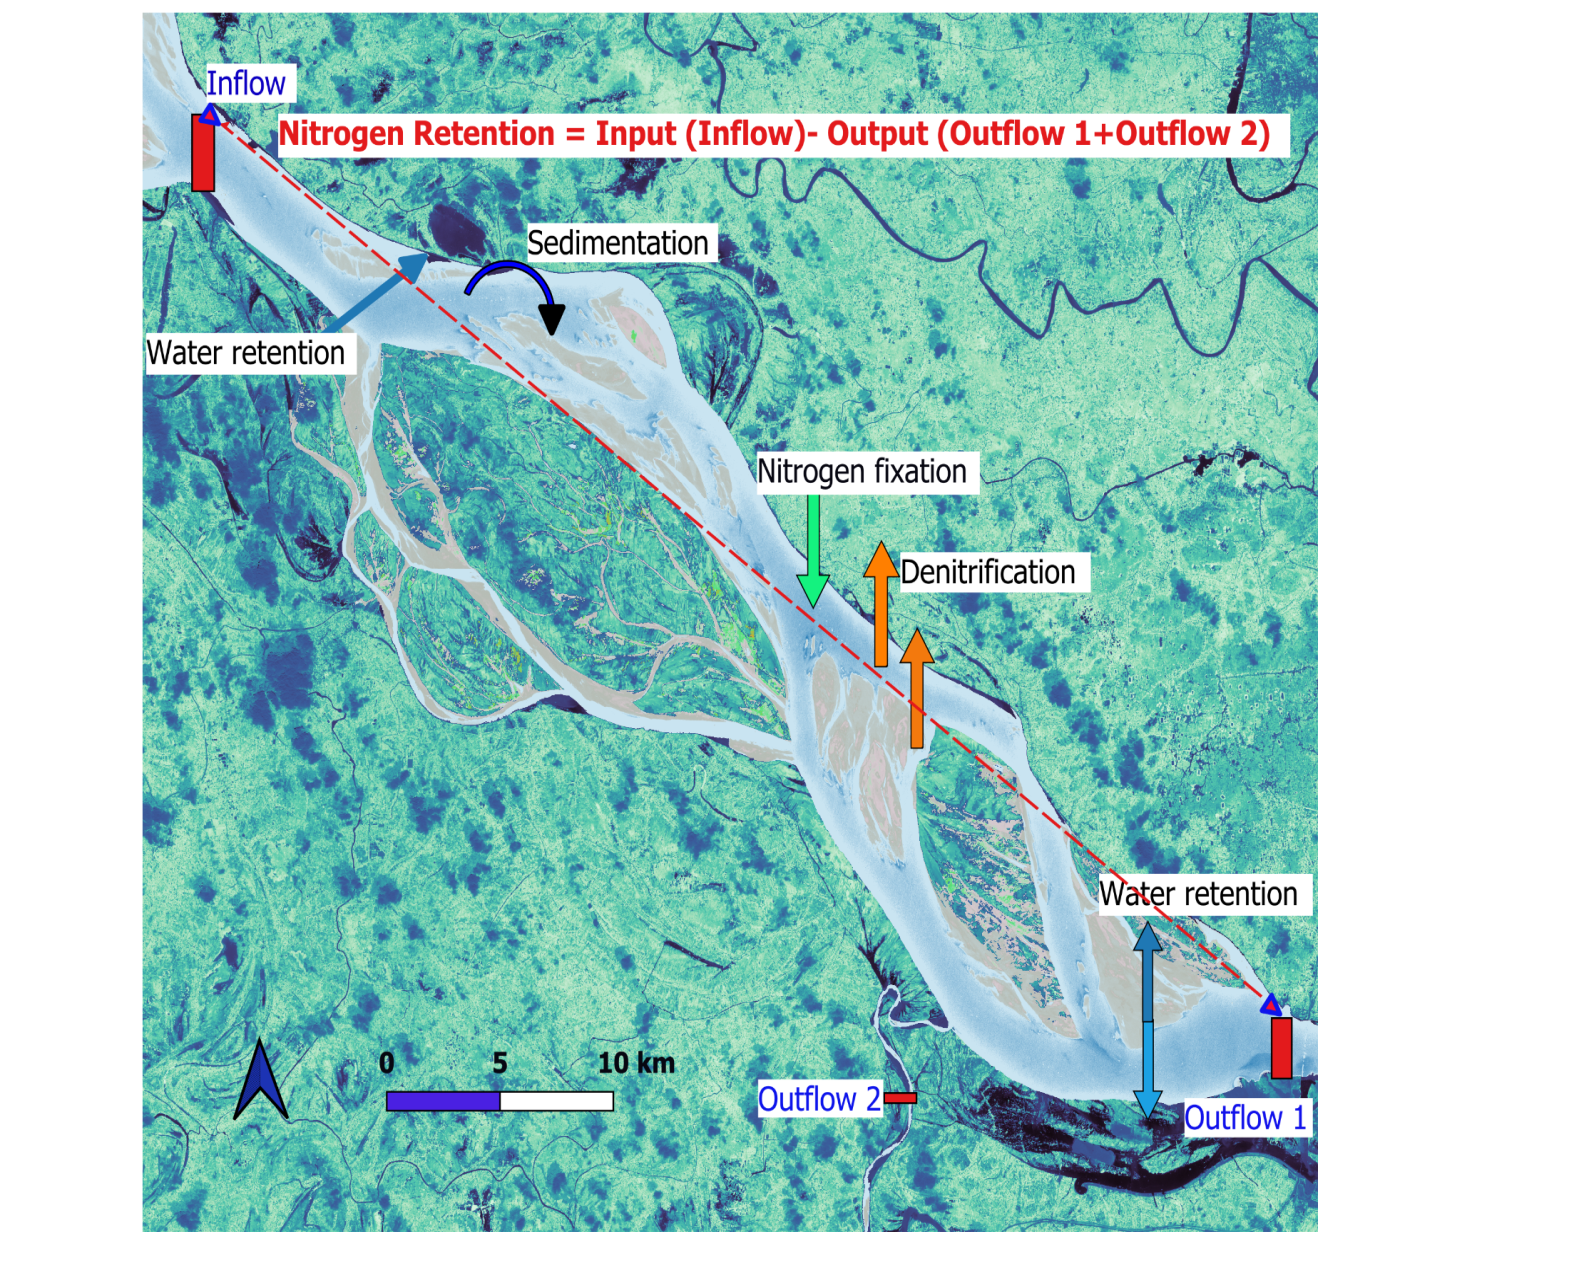 Inflow
Nitrogen Retention = Input (Inflow)- Output (Outflow 1+Outflow 2)
Sedimentation
Water retention
Nitrogen fixation
Denitrification
Water retention
0 5 10 km
Outflow 2
Outflow 1